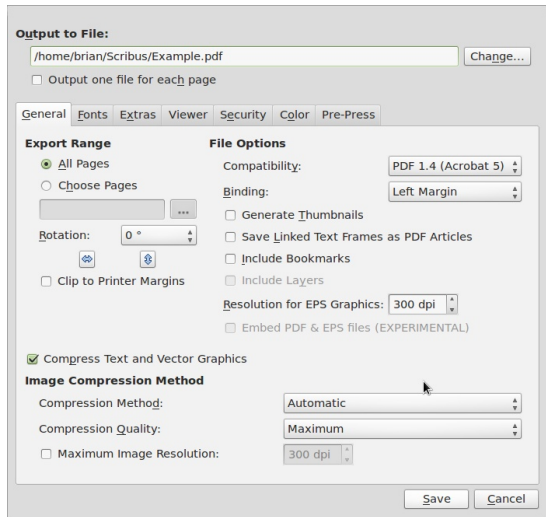 Output to File:
/home/brian/Scribus/Example.pdf
Change...
Output one file for each page
General Fonts Extras Viewer Security Color Pre-Press
Export Range
All Pages
Choose Pages
...
Rotation: 0 °
Clip to Printer Margins
File Options
Compatibility: PDF 1.4 (Acrobat 5)
Binding: Left Margin
Generate Thumbnails
Save Linked Text Frames as PDF Articles
Include Bookmarks
Include Layers
Resolution for EPS Graphics: 300 dpi
Embed PDF & EPS files (EXPERIMENTAL)
Compress Text and Vector Graphics
Image Compression Method
Compression Method: Automatic
Compression Quality: Maximum
Maximum Image Resolution: 300 dpi
Save Cancel